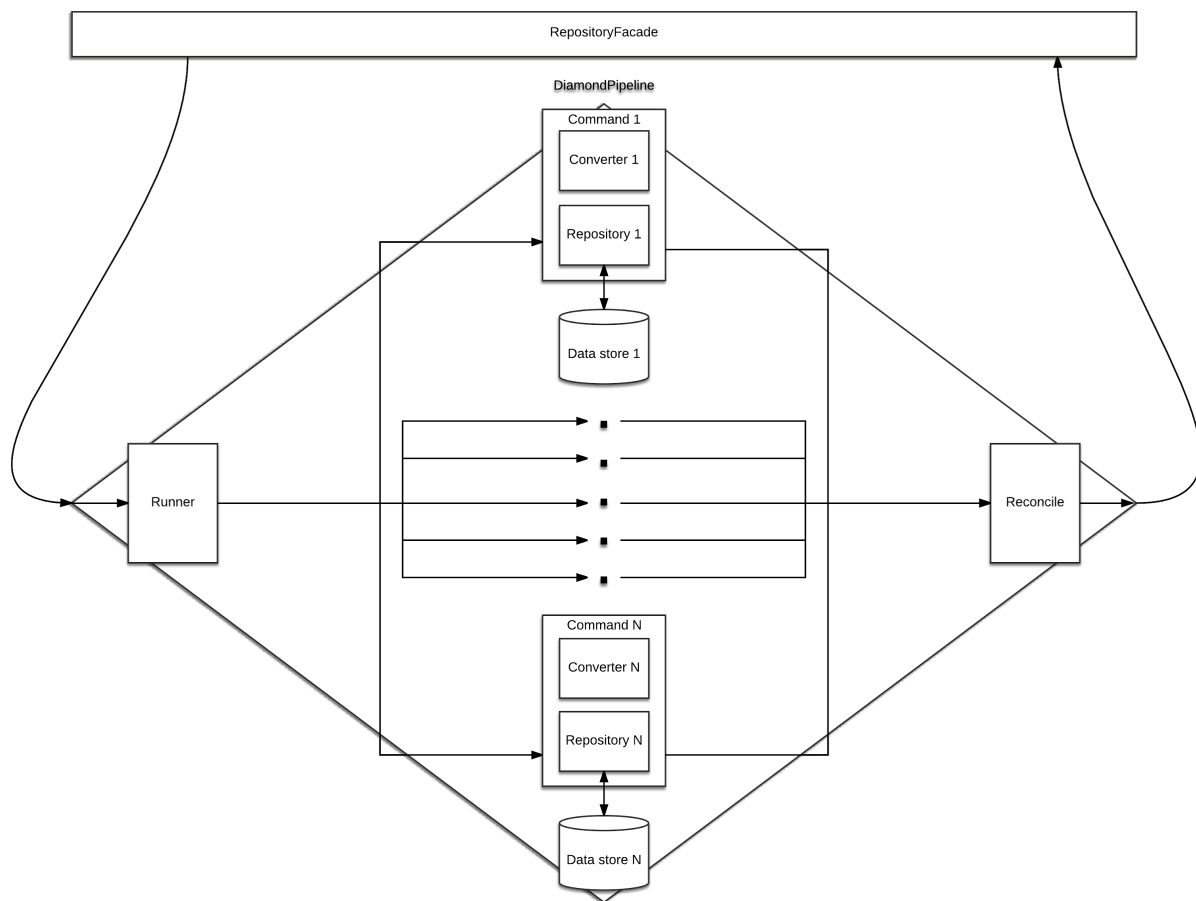 RepositoryFacade
DiamondPipeline
Command 1
Converter 1
Repository 1
Data store 1
Runner
Reconcile
Command N
Converter N
Repository N
Data store N